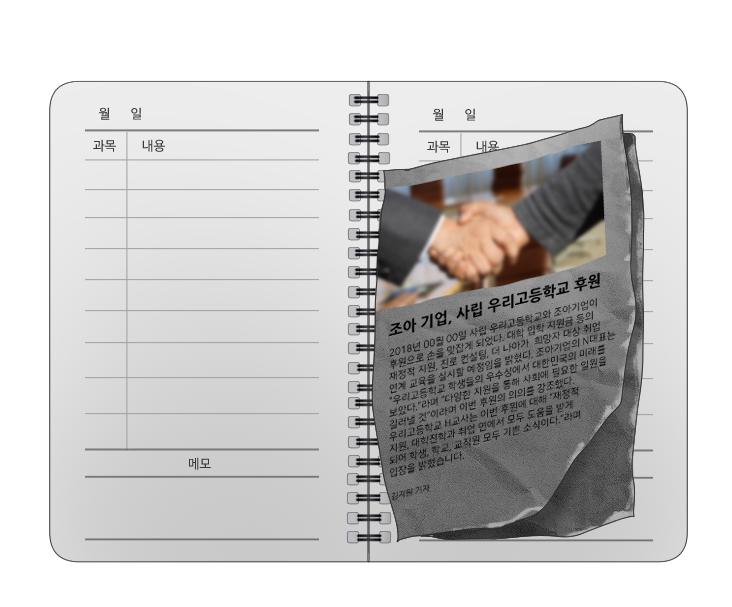 월 일
과목 내용
메모
월 일
과목 내용
조아 기업, 사립 우리고등학교 후원
2018년 00월 00일 사립 우리고등학교와 조아기업이
후원으로 손을 맞잡게 되었다. 대학 입학 지원금 등의
재정적 지원, 진로 컨설팅, 더 나아가 희망자 대상 취업
연계 교육을 실시할 예정임을 밝혔다. 조아기업의 N대표는
"우리고등학교 학생들의 우수성에서 대한민국의 미래를
보았다."라며 "다양한 지원을 통해 사회에 필요한 일원을
길러낼 것"이라며 이번 후원의 의의를 강조했다.
우리고등학교 H교사는 이번 후원에 대해 "재정적
지원, 대학진학과 취업 면에서 모두 도움을 받게
되어 학생, 학교, 교직원 모두 기쁜 소식이다."라며
입장을 밝혔습니다.
김지원 기자